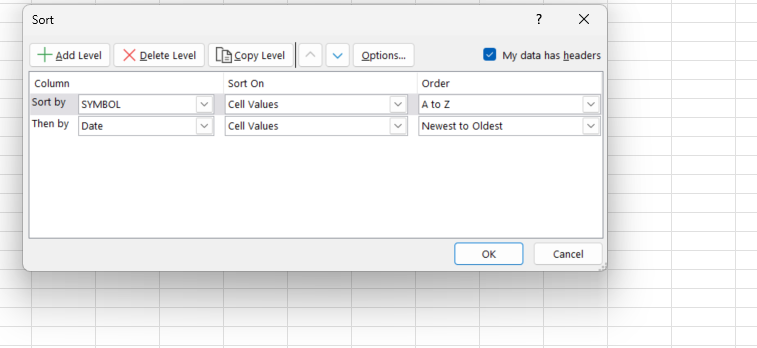 Sort ?
Add Level Delete Level Copy Level Options... My data has headers
Column Sort On Order
Sort by SYMBOL Cell Values A to Z
Then by Date Cell Values Newest to Oldest
OK Cancel